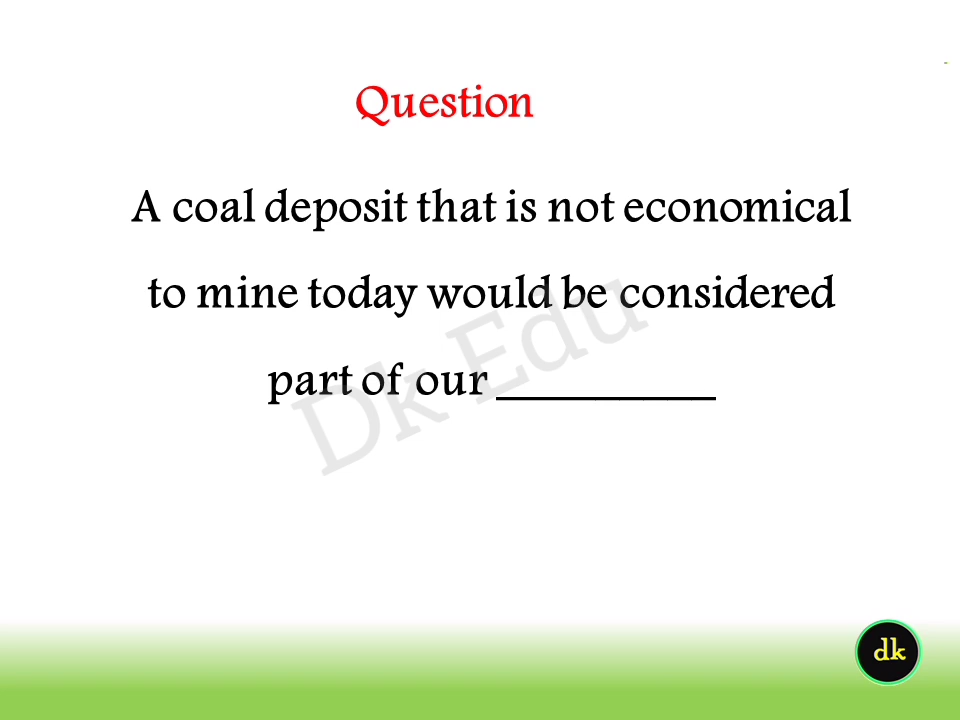 Question
A coal deposit that is not economical
to mine today would be considered
part of our _________
Dk Edu
dk